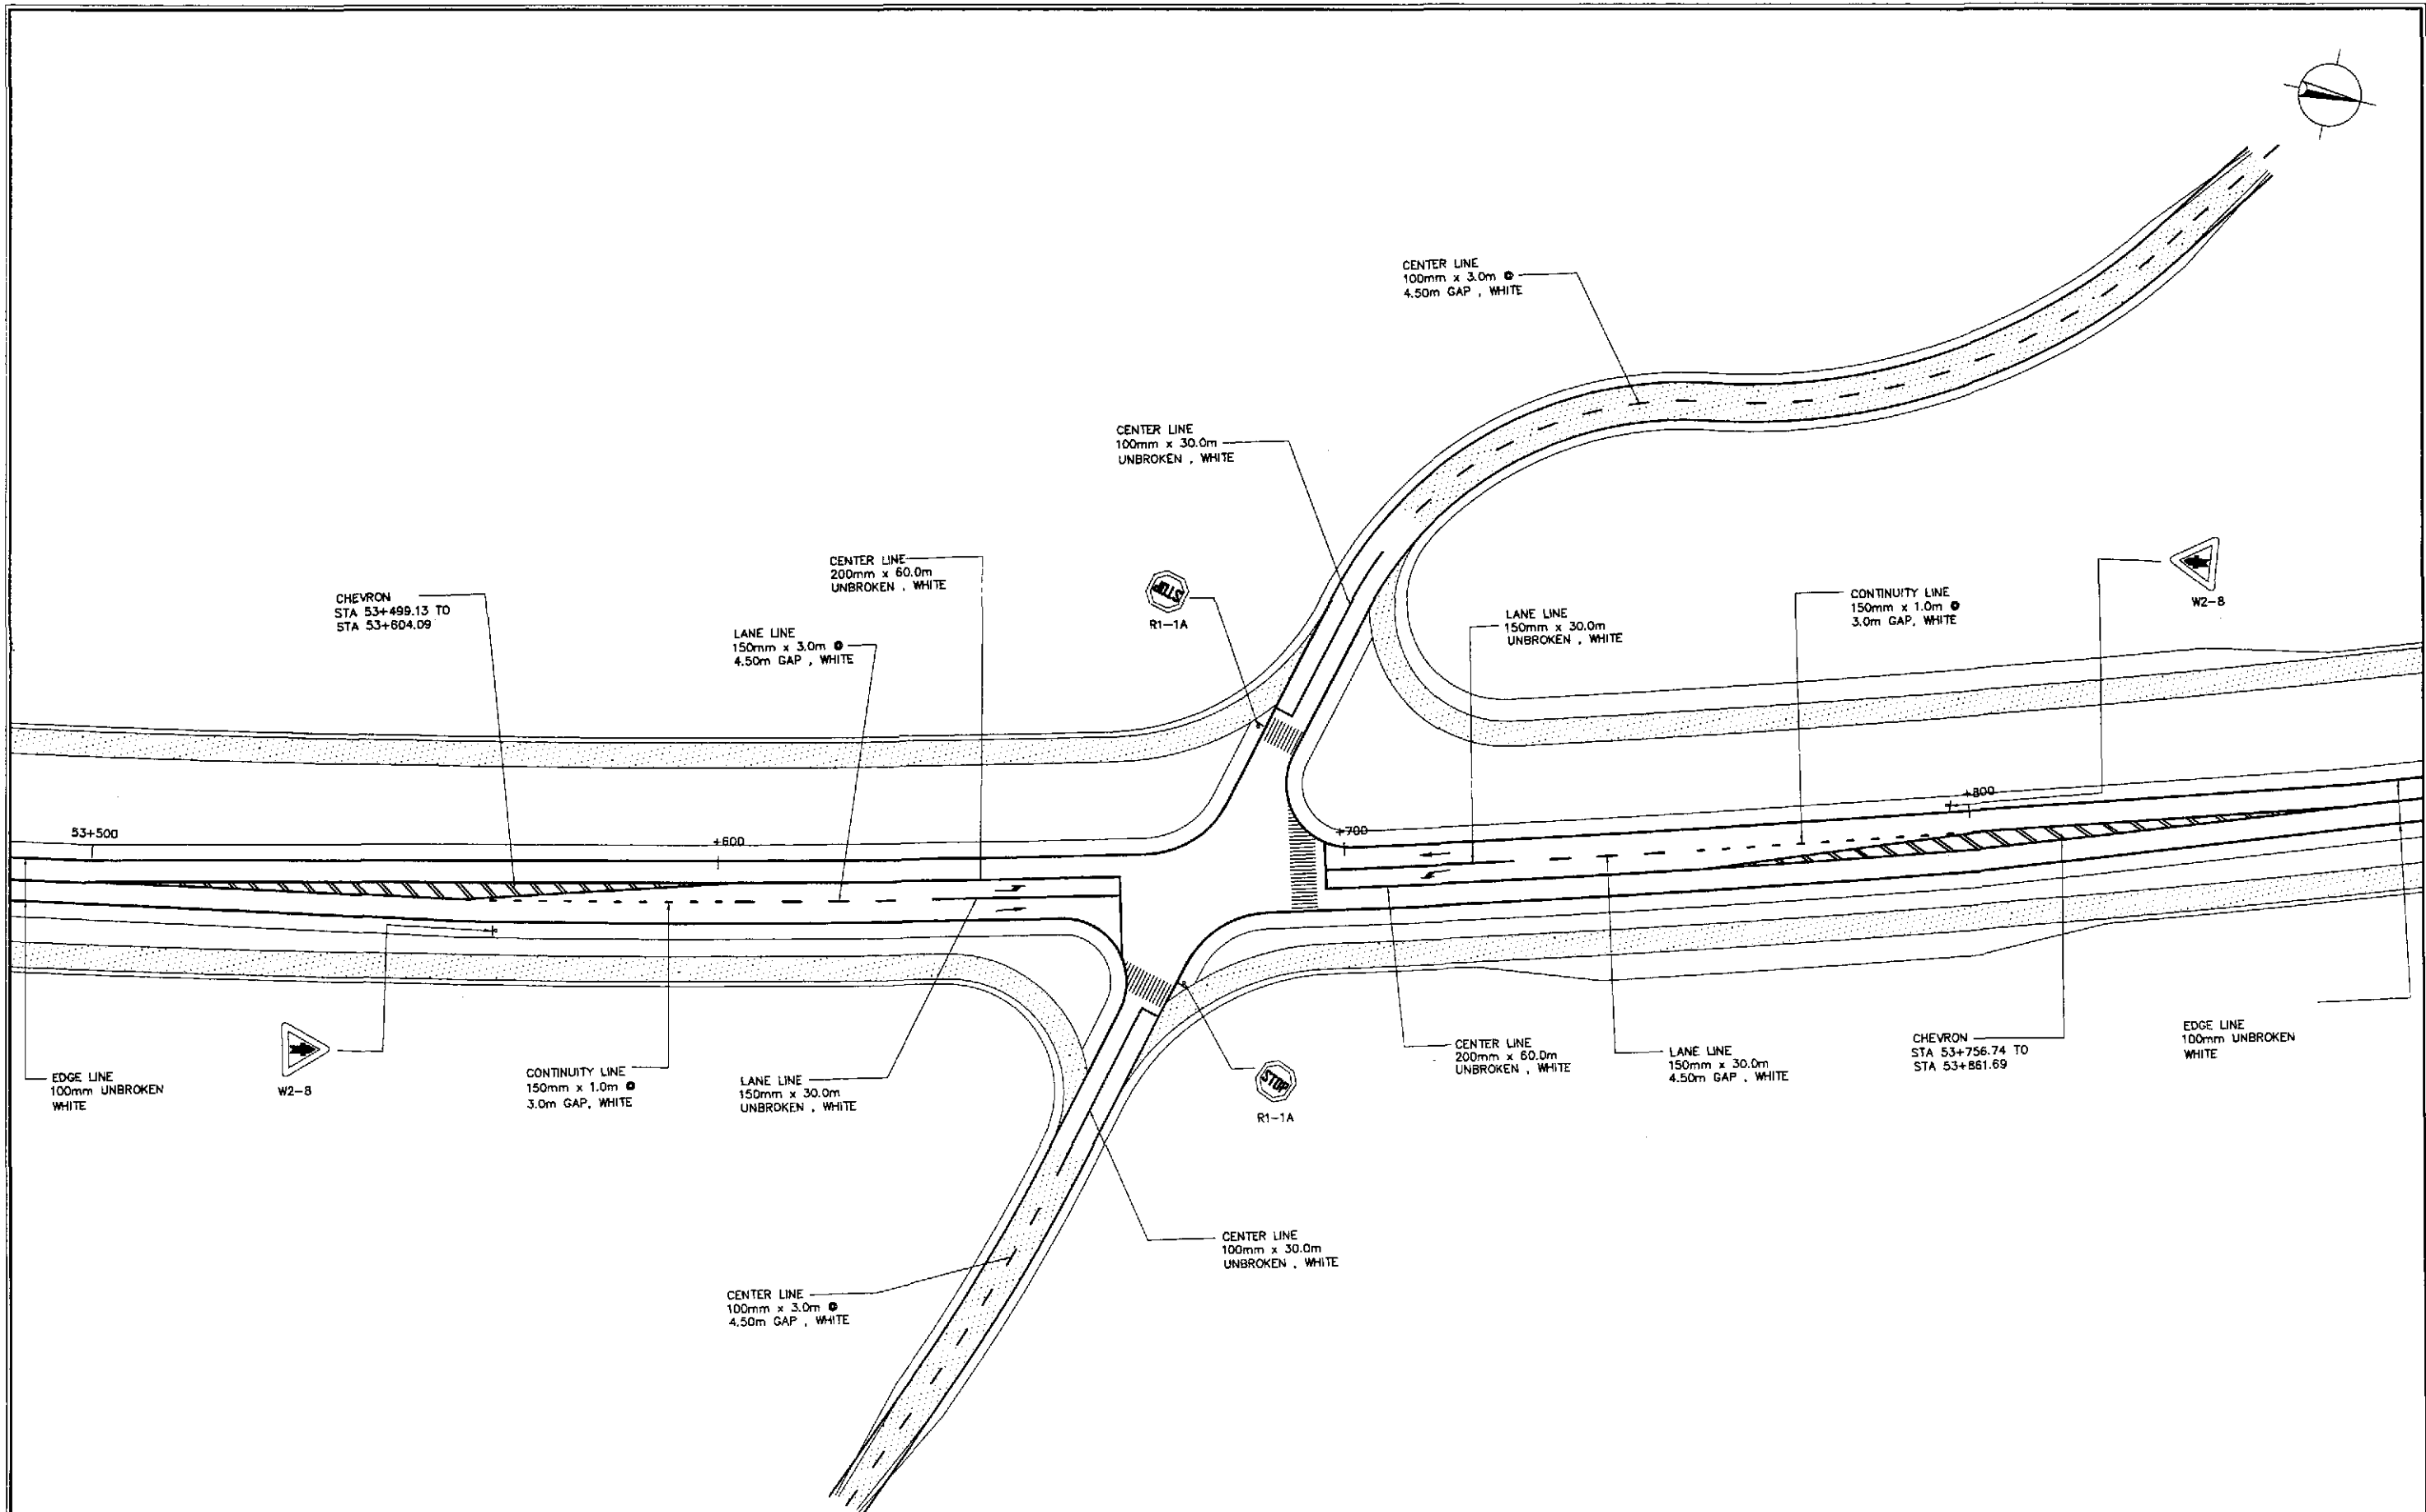 CENTER LINE
100mm x 3.0m @
4.50m GAP , WHITE
CENTER LINE
100mm x 30.0m
UNBROKEN , WHITE
CENTER LINE
200mm x 60.0m
UNBROKEN , WHITE
CHEVRON
STA 53+499.13 TO
STA 53+604.09
LANE LINE
150mm x 3.0m @
4.50m GAP , WHITE
STOP
R1-1A
LANE LINE
150mm x 30.0m
UNBROKEN , WHITE
CONTINUITY LINE
150mm x 1.0m @
3.0m GAP, WHITE
W2-8
53+500
+600
+700
+800
EDGE LINE
100mm UNBROKEN
WHITE
W2-8
CONTINUITY LINE
150mm x 1.0m @
3.0m GAP, WHITE
LANE LINE
150mm x 30.0m
UNBROKEN , WHITE
STOP
R1-1A
CENTER LINE
200mm x 60.0m
UNBROKEN , WHITE
LANE LINE
150mm x 30.0m
4.50m GAP , WHITE
CHEVRON
STA 53+756.74 TO
STA 53+861.69
EDGE LINE
100mm UNBROKEN
WHITE
CENTER LINE
100mm x 30.0m
UNBROKEN , WHITE
CENTER LINE
100mm x 3.0m @
4.50m GAP , WHITE